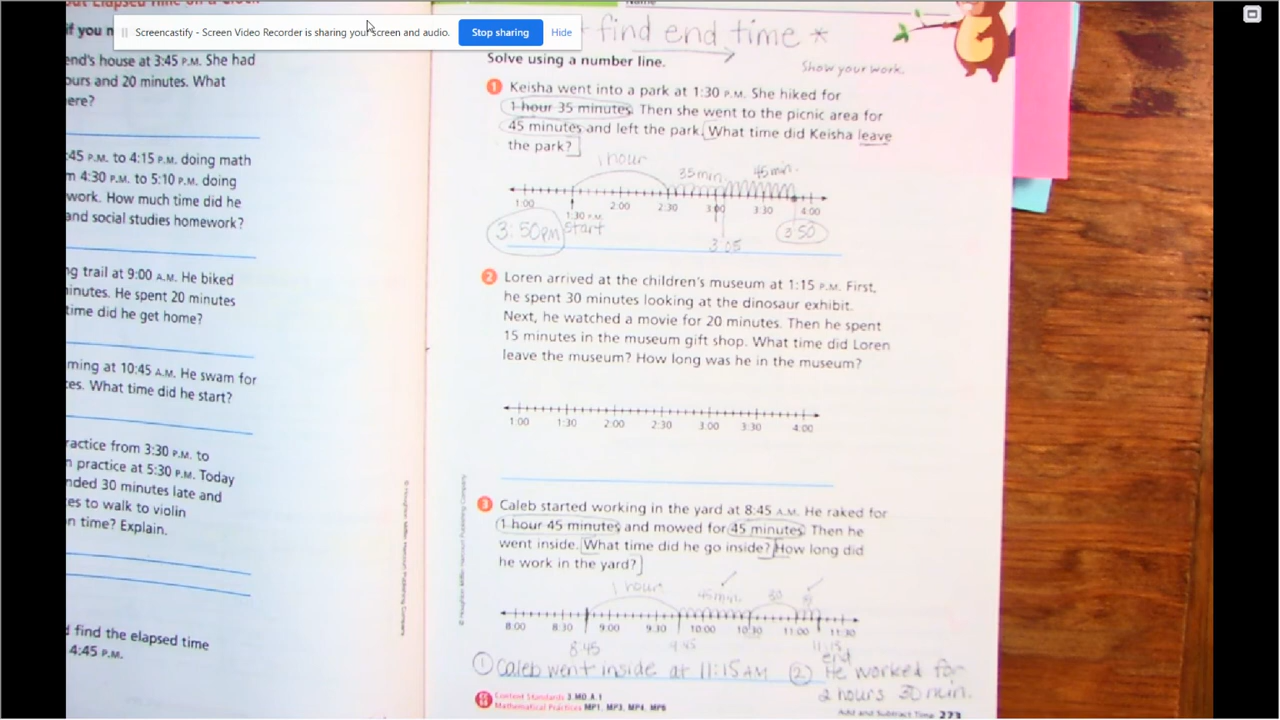 Screencastify - Screen Video Recorder is sharing your screen and audio.
Stop sharing
Hide
if you
end's house at 3:45 P.M. She had
ours and 20 minutes. What
ere?
:45 P.M. to 4:15 P.M. doing math
m 4:30 P.M. to 5:10 P.M. doing
work. How much time did he
and social studies homework?
ng trail at 9:00 A.M. He biked
inutes. He spent 20 minutes
time did he get home?
ming at 10:45 A.M. He swam for
tes. What time did he start?
ractice from 3:30 P.M. to
n practice at 5:30 P.M. Today
nded 30 minutes late and
es to walk to violin
on time? Explain.
d find the elapsed time
4:45 P.M.
© Houghton Mifflin Harcourt Publishing Company
find end time *
Show your work.
Solve using a number line.
1 Keisha went into a park at 1:30 P.M. She hiked for
1 hour 35 minutes. Then she went to the picnic area for
45 minutes and left the park. What time did Keisha leave
the park?
1 hour 35 min. 45 min.
1:00 2:00 2:30 3:00 3:30 4:00
1:30 P.M.
start
3:50pm 3:05 3:50
2 Loren arrived at the children's museum at 1:15 P.M. First,
he spent 30 minutes looking at the dinosaur exhibit.
Next, he watched a movie for 20 minutes. Then he spent
15 minutes in the museum gift shop. What time did Loren
leave the museum? How long was he in the museum?
1:00 1:30 2:00 2:30 3:00 3:30 4:00
© Houghton Mifflin Harcourt Publishing Company
3 Caleb started working in the yard at 8:45 A.M. He raked for
1 hour 45 minutes and mowed for 45 minutes. Then he
went inside. What time did he go inside? How long did
he work in the yard?
1 hour 45 min. 30
8:00 8:30 9:00 9:30 10:00 10:30 11:00 11:30
8:45 9:45 11:15
end
1 Caleb went inside at 11:15 AM 2 He worked for
2 hours 30 min.
Content Standards 3.MD.A.1
Mathematical Practices MP1, MP3, MP4, MP6
Add and Subtract Time 273